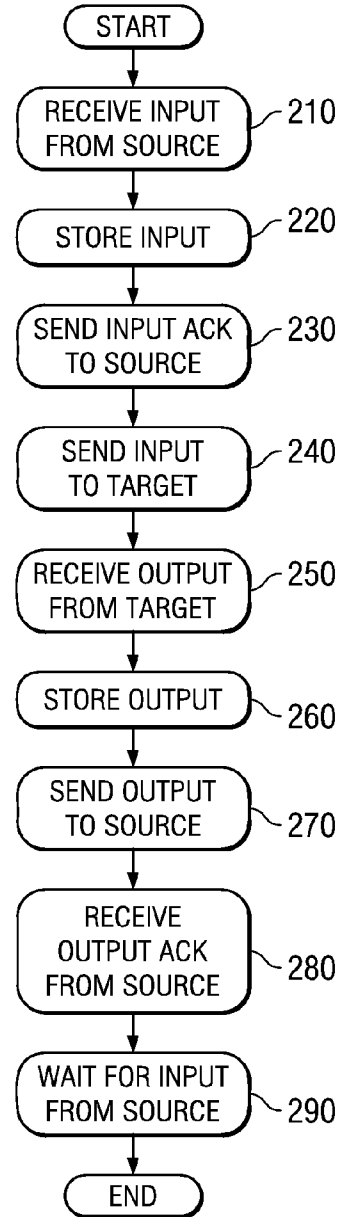 START
RECEIVE INPUT
FROM SOURCE
210
STORE INPUT
220
SEND INPUT ACK
TO SOURCE
230
SEND INPUT
TO TARGET
240
RECEIVE OUTPUT
FROM TARGET
250
STORE OUTPUT
260
SEND OUTPUT
TO SOURCE
270
RECEIVE
OUTPUT ACK
FROM SOURCE
280
WAIT FOR INPUT
FROM SOURCE
290
END